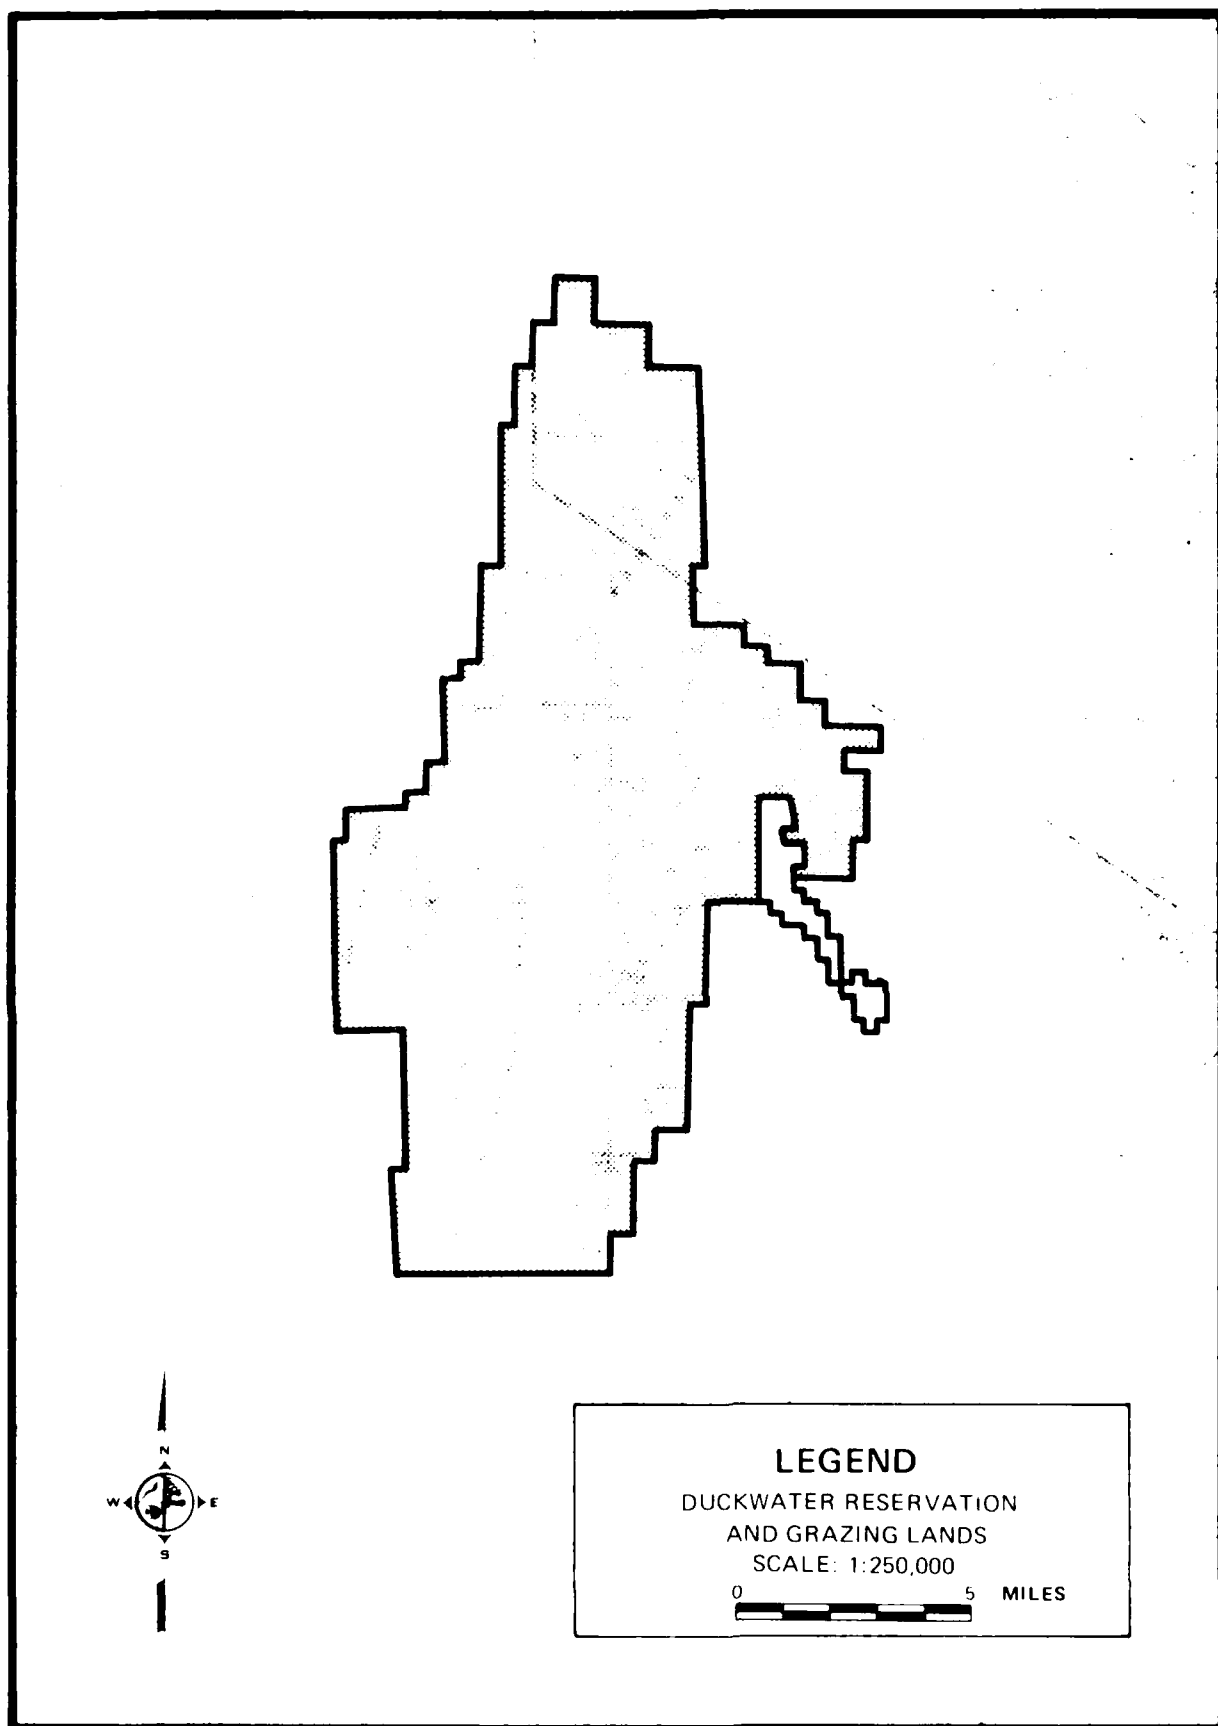 N
W E
S
LEGEND
DUCKWATER RESERVATION
AND GRAZING LANDS
SCALE: 1:250,000
0 5 MILES